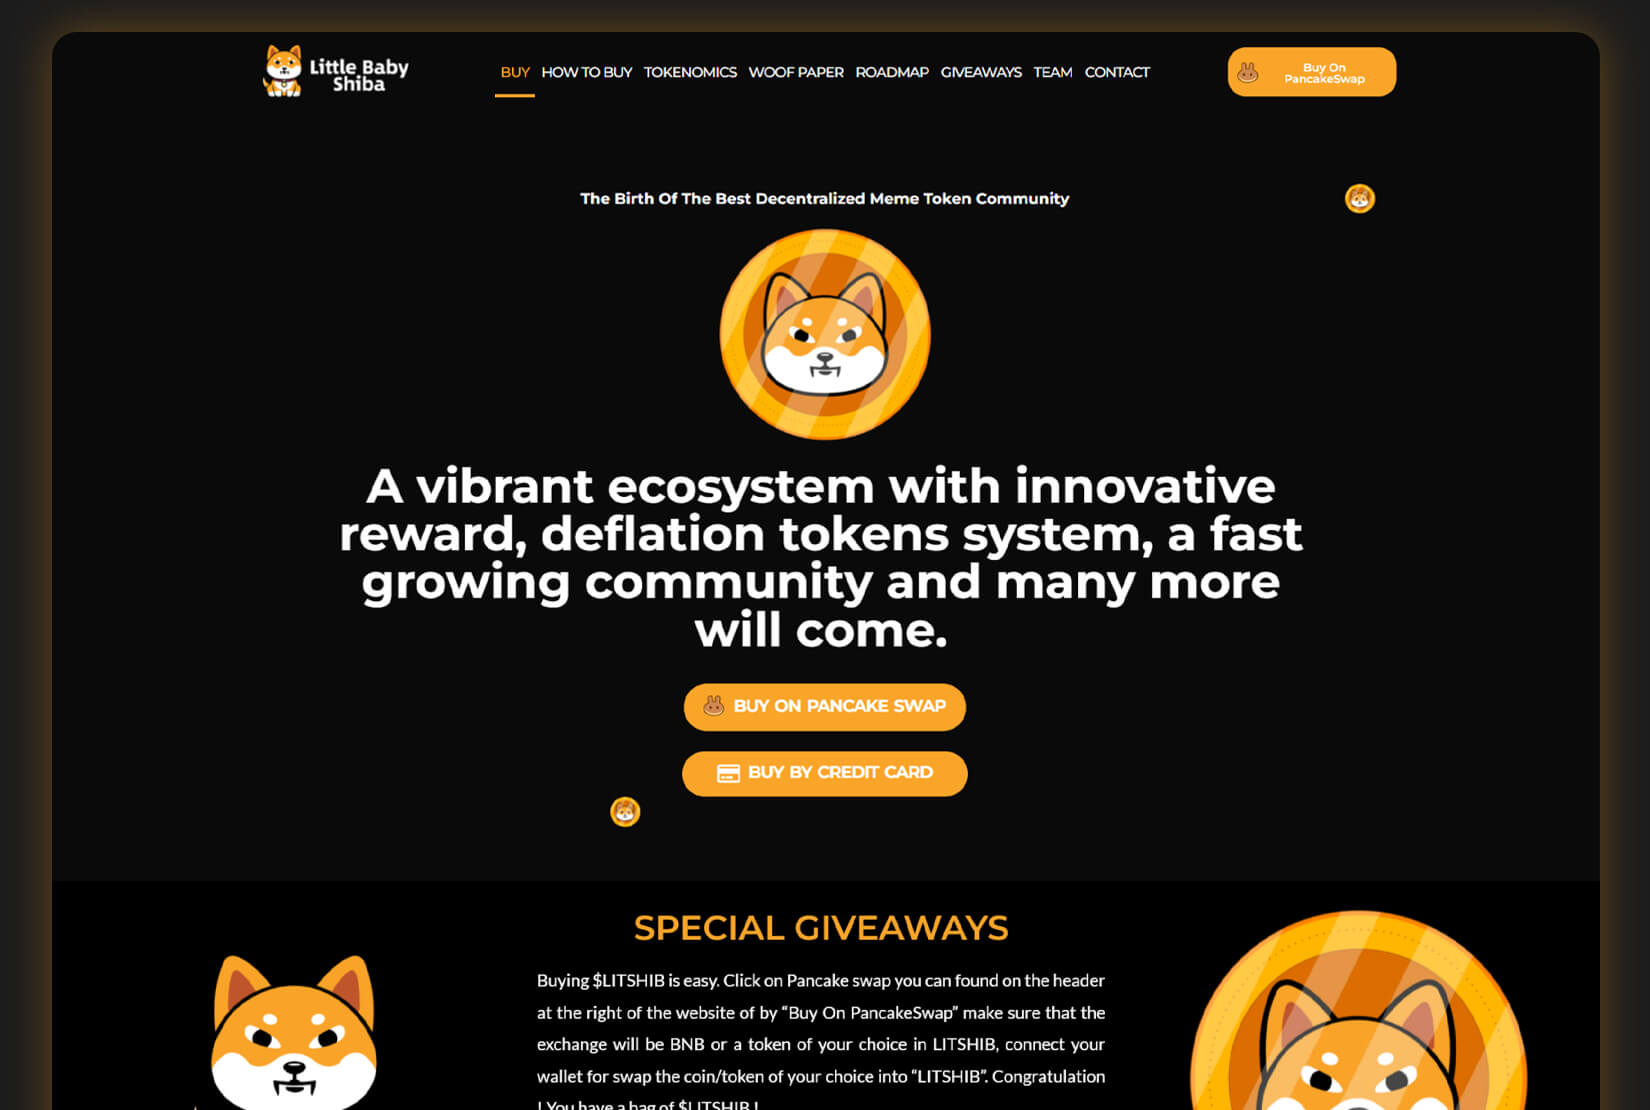 Little Baby
Shiba
BUY HOW TO BUY TOKENOMICS WOOF PAPER ROADMAP GIVEAWAYS TEAM CONTACT
Buy On
PancakeSwap
The Birth Of The Best Decentralized Meme Token Community
A vibrant ecosystem with innovative
reward, deflation tokens system, a fast
growing community and many more
will come.
BUY ON PANCAKE SWAP
BUY BY CREDIT CARD
SPECIAL GIVEAWAYS
Buying $LITSHIB is easy. Click on Pancake swap you can found on the header
at the right of the website of by “Buy On PancakeSwap” make sure that the
exchange will be BNB or a token of your choice in LITSHIB, connect your
wallet for swap the coin/token of your choice into “LITSHIB”. Congratulation
! You have a bag of $LITSHIB !